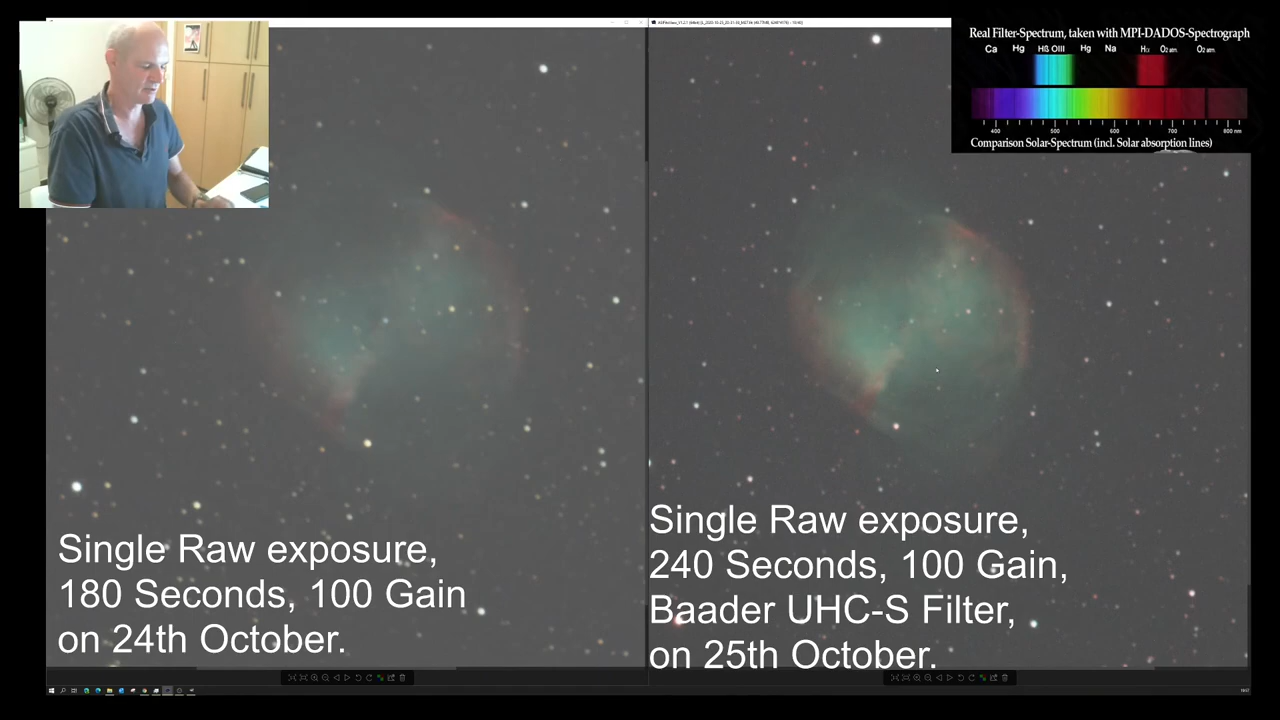 Real Filter-Spectrum, taken with MPI-DADOS-Spectrograph
Ca Hg Hß OIII Hg Na Hα O₂ atm. O₂ atm.
400 500 600 700 800 nm
Comparison Solar-Spectrum (incl. Solar absorption lines)
Single Raw exposure,
180 Seconds, 100 Gain
on 24th October.
Single Raw exposure,
240 Seconds, 100 Gain,
Baader UHC-S Filter,
on 25th October.